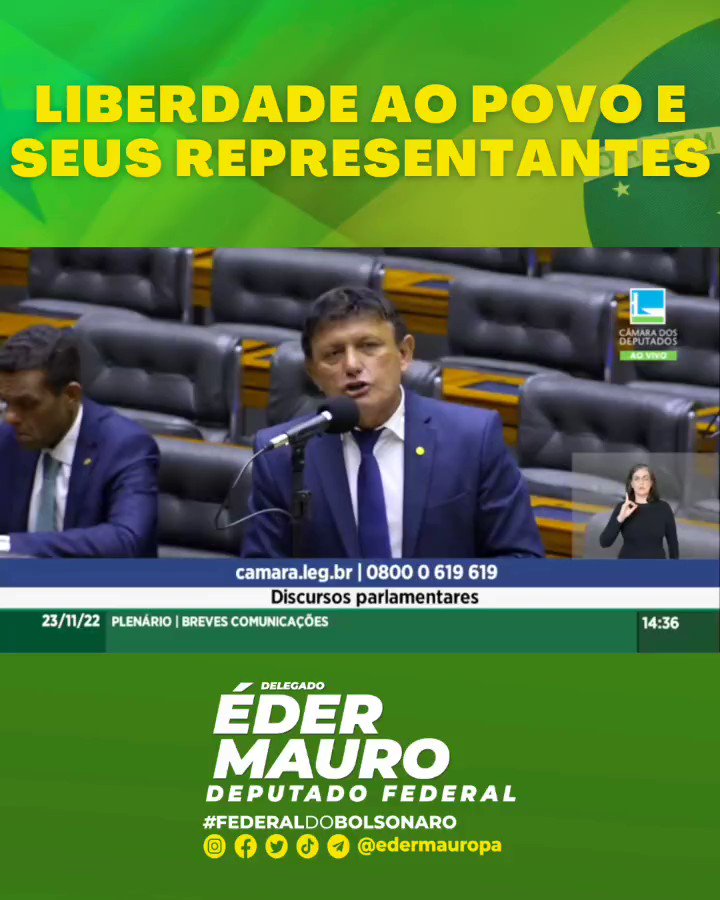 LIBERDADE AO POVO E
SEUS REPRESENTANTES
CÂMARA DOS
DEPUTADOS
AO VIVO
camara.leg.br | 0800 0 619 619
Discursos parlamentares
23/11/22 PLENÁRIO | BREVES COMUNICAÇÕES 14:36
DELEGADO
ÉDER
MAURO
DEPUTADO FEDERAL
#FEDERALDOBOLSONARO
@edermauropa